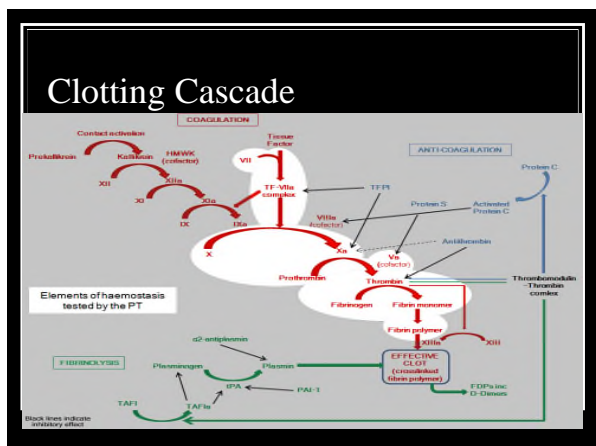 Clotting Cascade
COAGULATION
Contact activation
Tissue
Factor
Prekallikrein
Kallikrein
HMWK
(cofactor)
VII
ANTI-COAGULATION
Protein C
XII
XIIa
TF-VIIa
complex
TFPI
XI
XIa
VIIIa
(cofactor)
Protein S
Activated
Protein C
IX
IXa
X
Xa
Va
(cofactor)
Antithrombin
Prothrombin
Thrombin
Thrombomodulin
-Thrombin
comlex
Elements of haemostasis
tested by the PT
Fibrinogen
Fibrin monomer
Fibrin polymer
XIIIa
XIII
α2-antiplasmin
FIBRINOLYSIS
Plasminogen
Plasmin
EFFECTIVE
CLOT
(crosslinked
fibrin polymer)
tPA
PAI-1
FDPs inc
D-Dimers
TAFI
TAFIa
Black lines indicate
inhibitory effect